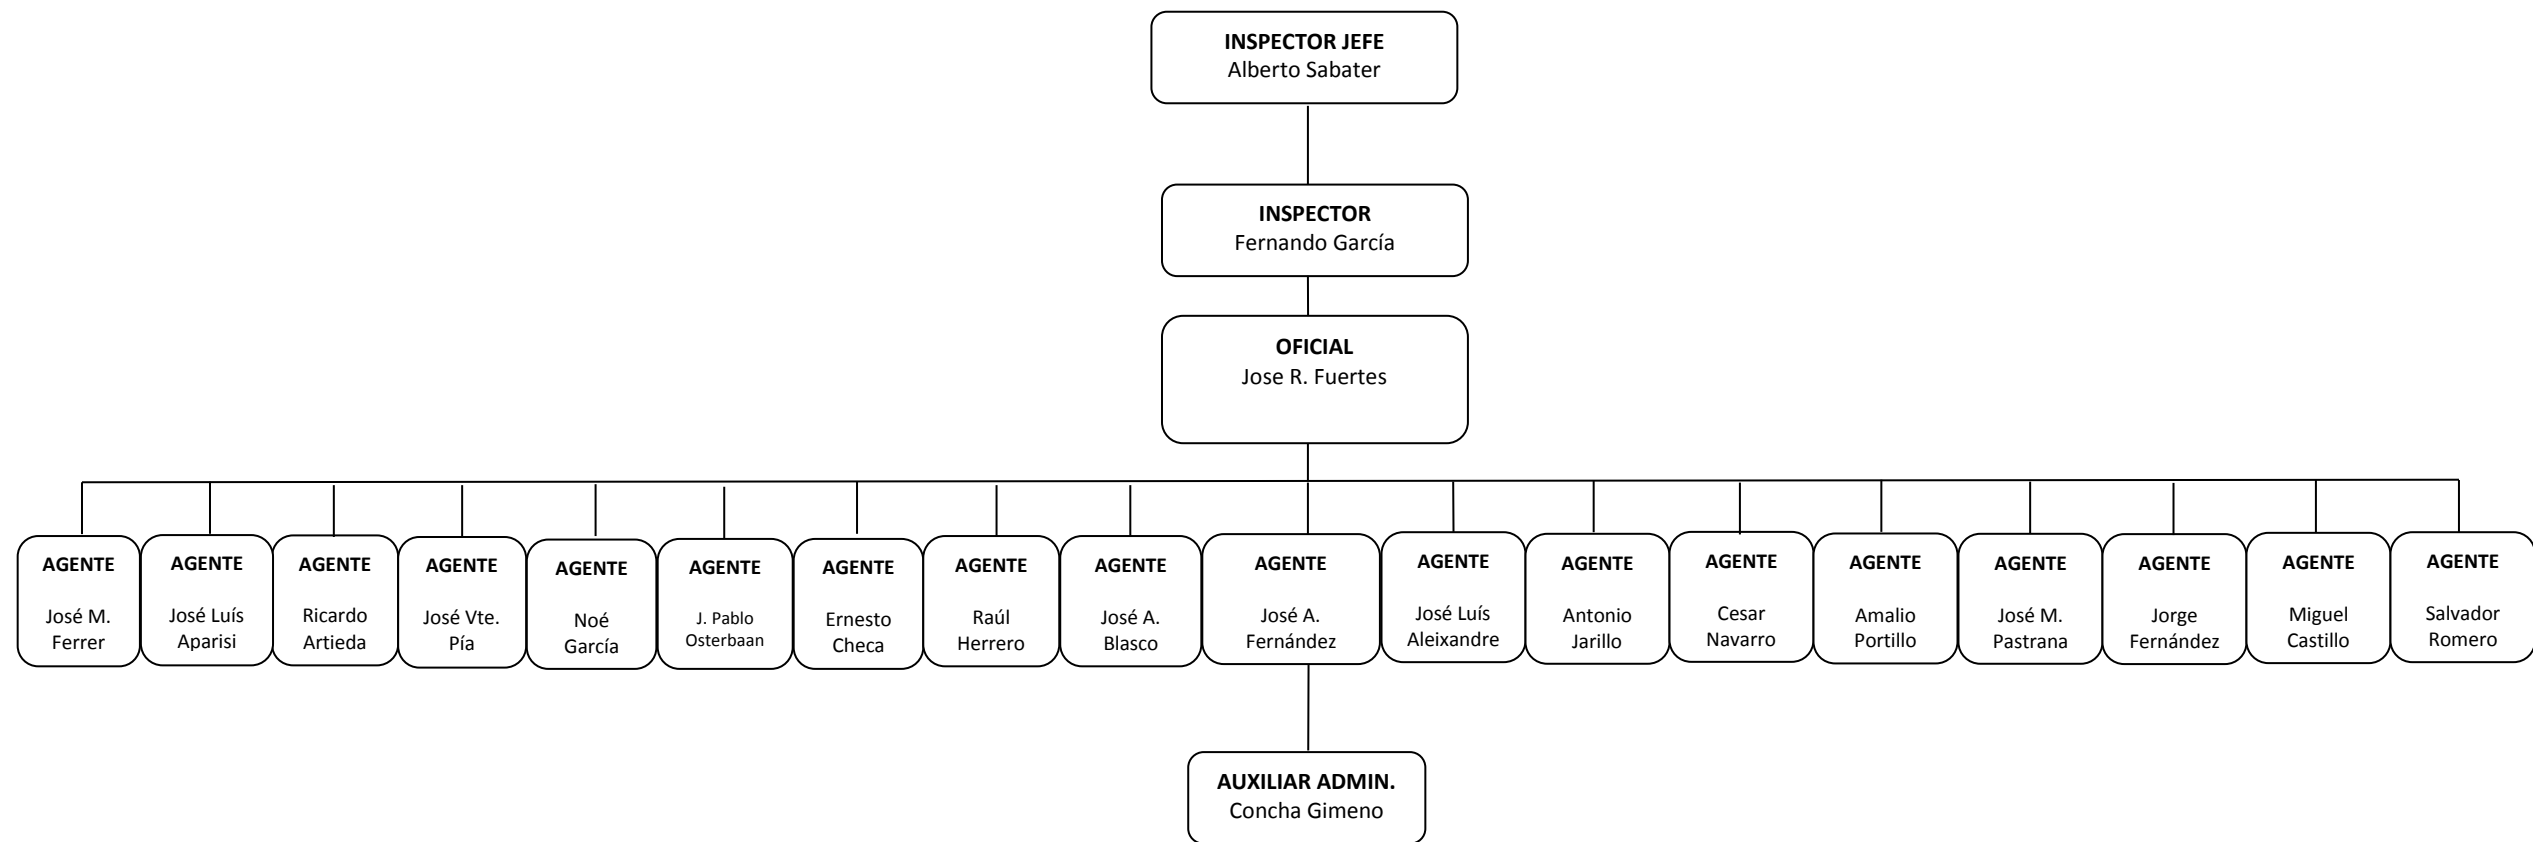 INSPECTOR JEFE
Alberto Sabater
INSPECTOR
Fernando García
OFICIAL
Jose R. Fuertes
AGENTE
José M.
Ferrer
AGENTE
José Luís
Aparisi
AGENTE
Ricardo
Artieda
AGENTE
José Vte.
Pía
AGENTE
Noé
García
AGENTE
J. Pablo
Osterbaan
AGENTE
Ernesto
Checa
AGENTE
Raúl
Herrero
AGENTE
José A.
Blasco
AGENTE
José A.
Fernández
AGENTE
José Luís
Aleixandre
AGENTE
Antonio
Jarillo
AGENTE
Cesar
Navarro
AGENTE
Amalio
Portillo
AGENTE
José M.
Pastrana
AGENTE
Jorge
Fernández
AGENTE
Miguel
Castillo
AGENTE
Salvador
Romero
AUXILIAR ADMIN.
Concha Gimeno